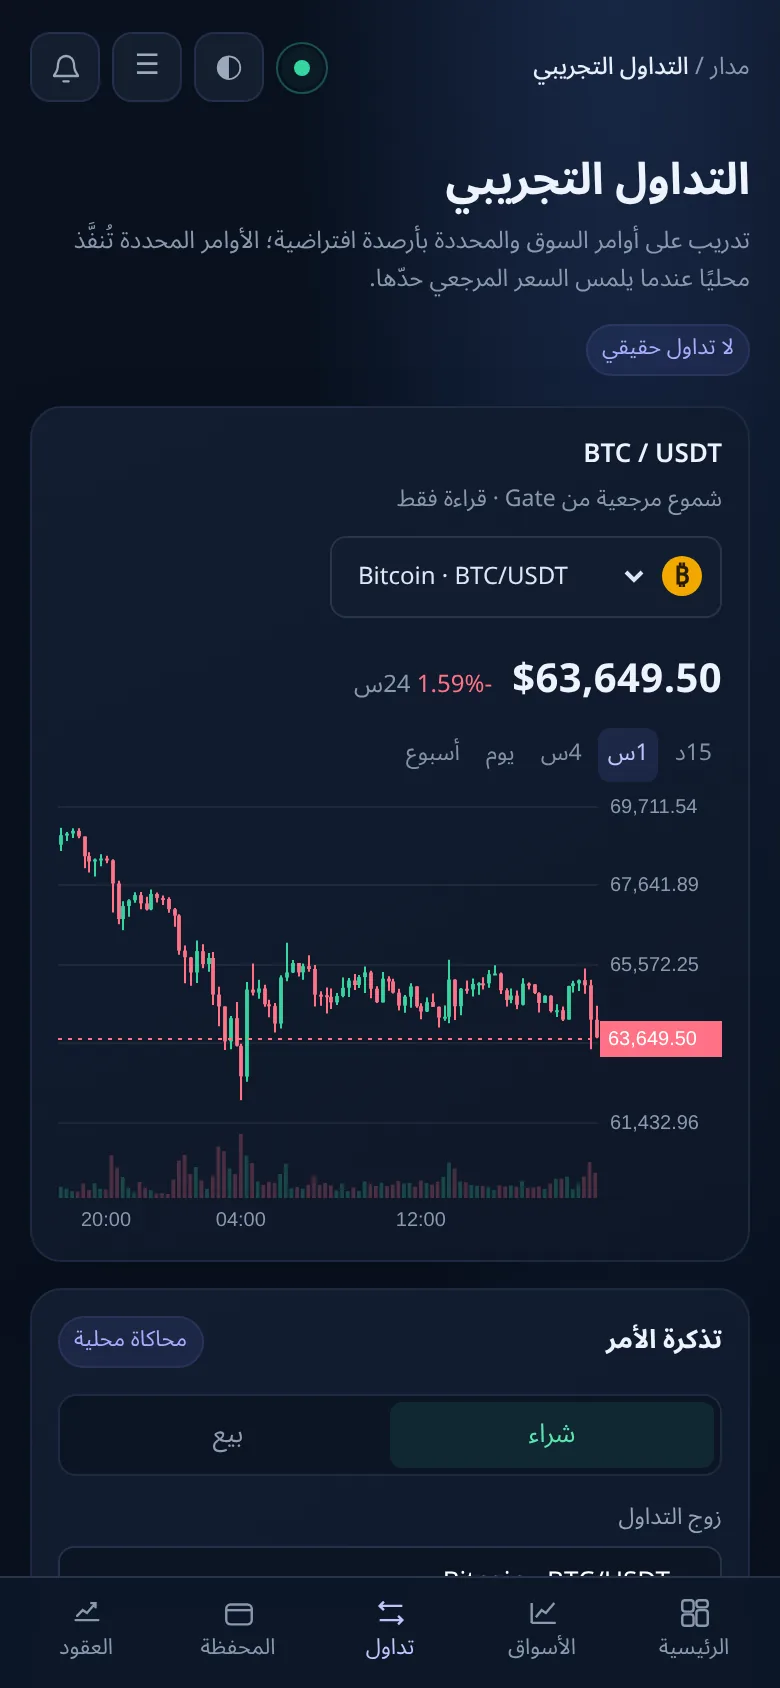 مدار / التداول التجريبي
التداول التجريبي
تدريب على أوامر السوق والمحددة بأرصدة افتراضية؛ الأوامر المحددة تُنفَّذ
محليًا عندما يلمس السعر المرجعي حدّها.
لا تداول حقيقي
BTC / USDT
شموع مرجعية من Gate · قراءة فقط
Bitcoin · BTC/USDT
$63,649.50 -1.59% 24س
15د 1س 4س يوم أسبوع
69,711.54
67,641.89
65,572.25
63,649.50
61,432.96
20:00 04:00 12:00
تذكرة الأمر محاكاة محلية
شراء بيع
زوج التداول
Bitcoin · BTC/USDT
الرئيسية الأسواق تداول المحفظة العقود